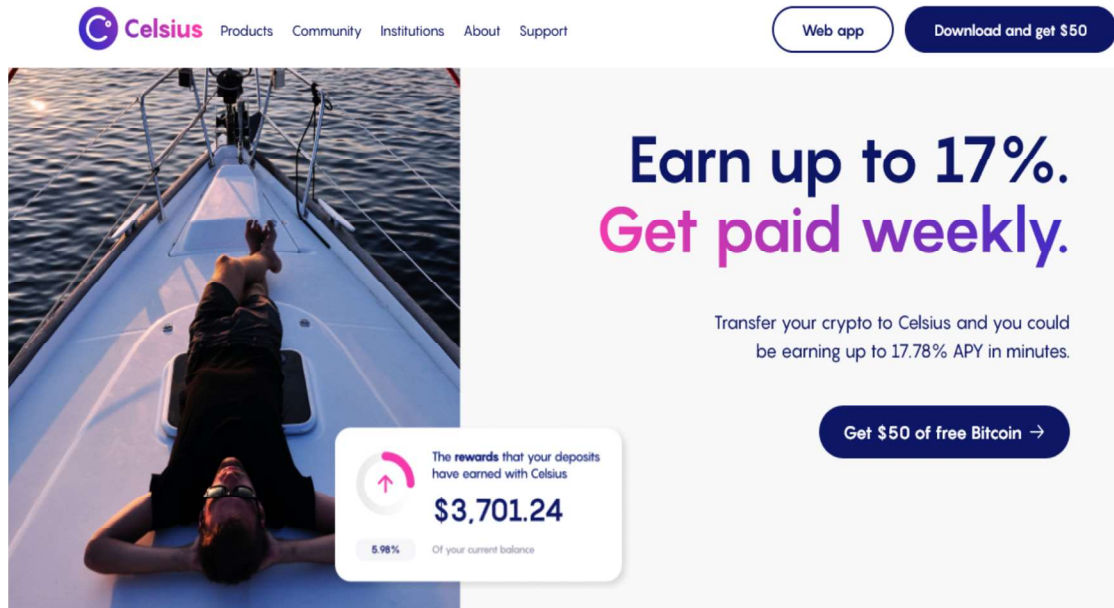 Celsius Products Community Institutions About Support Web app Download and get $50
Earn up to 17%.
Get paid weekly.
Transfer your crypto to Celsius and you could
be earning up to 17.78% APY in minutes.
Get $50 of free Bitcoin →
The rewards that your deposits
have earned with Celsius
$3,701.24
5.98% Of your current balance